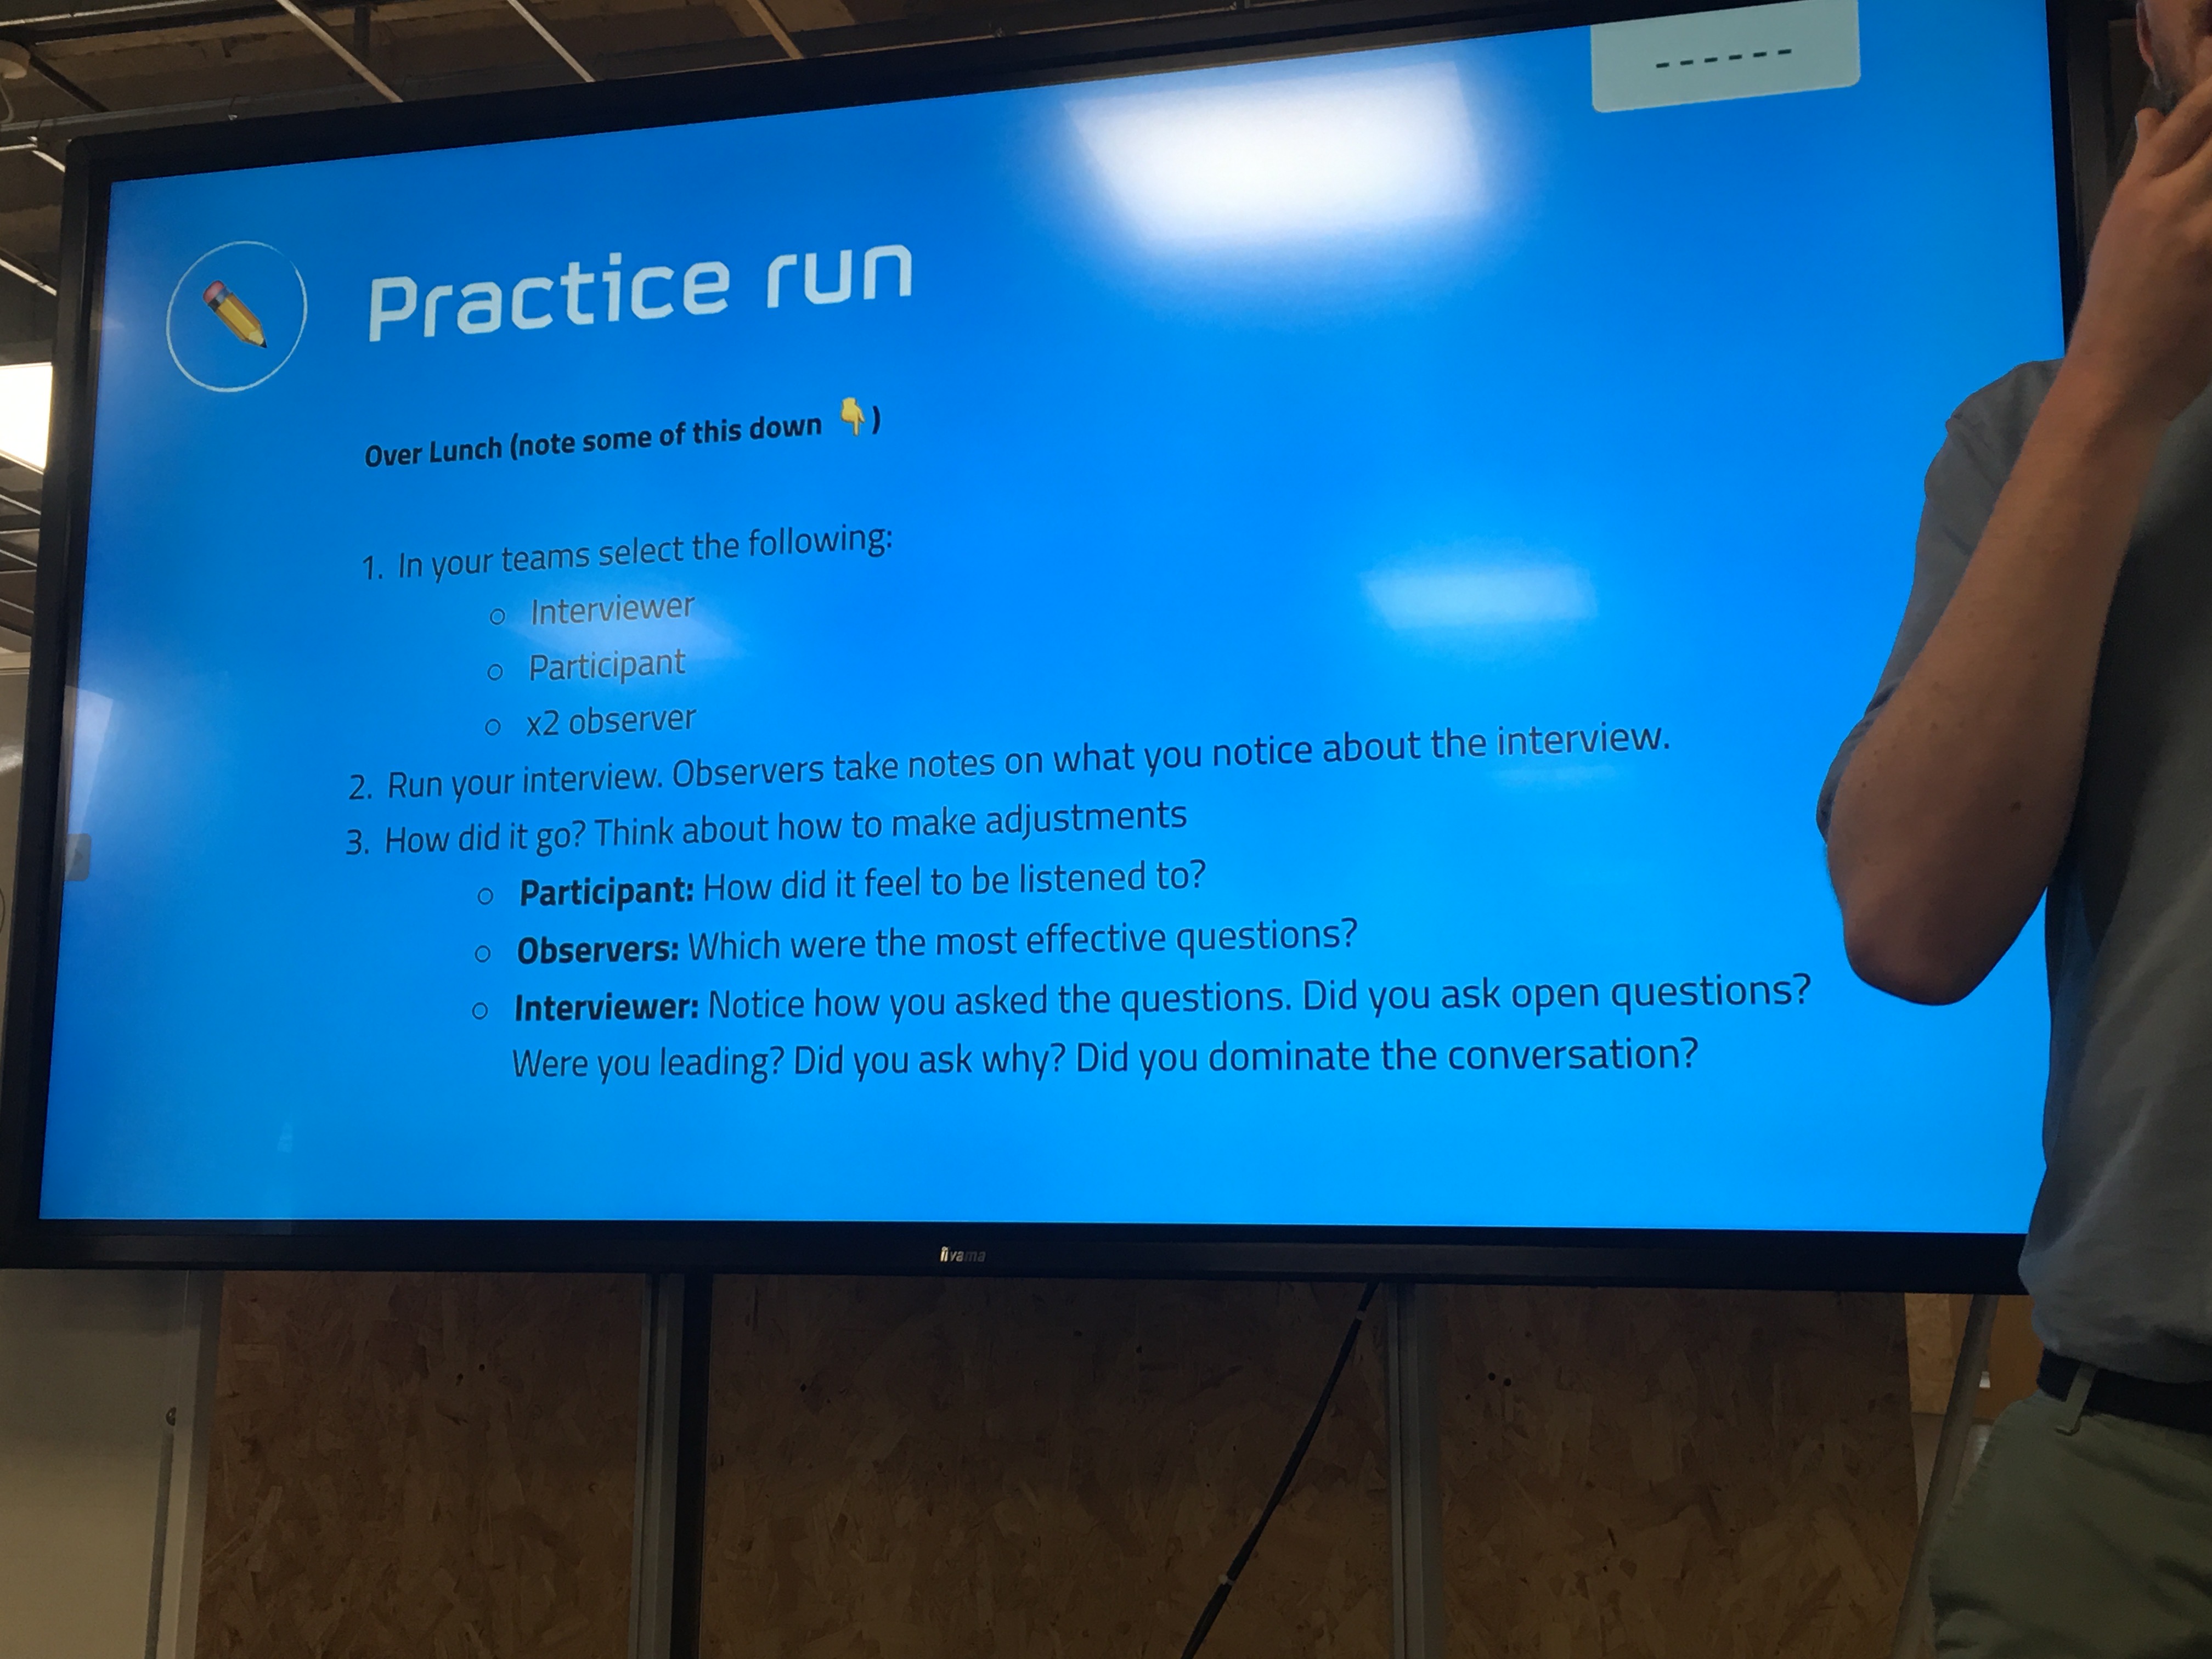 ------
Practice run
Over Lunch (note some of this down 👇)
1. In your teams select the following:
○ Interviewer
○ Participant
○ x2 observer
2. Run your interview. Observers take notes on what you notice about the interview.
3. How did it go? Think about how to make adjustments
○ Participant: How did it feel to be listened to?
○ Observers: Which were the most effective questions?
○ Interviewer: Notice how you asked the questions. Did you ask open questions?
Were you leading? Did you ask why? Did you dominate the conversation?
iiyama